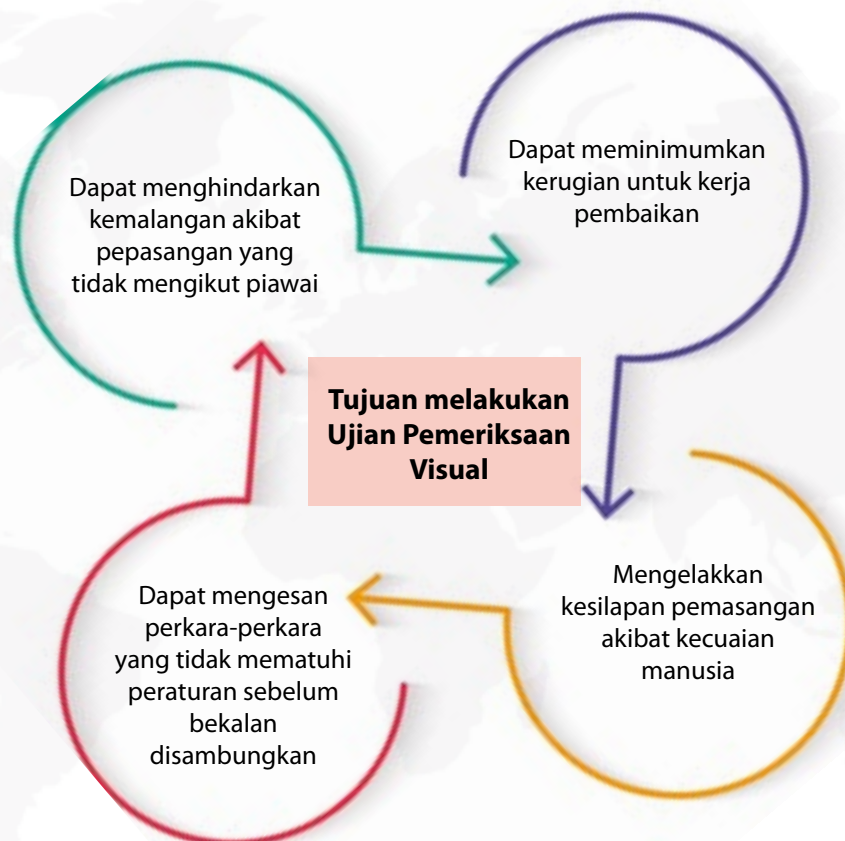 Dapat menghindarkan
kemalangan akibat
pepasangan yang
tidak mengikut piawai
Dapat meminimumkan
kerugian untuk kerja
pembaikan
Tujuan melakukan
Ujian Pemeriksaan
Visual
Mengelakkan
kesilapan pemasangan
akibat kecuaian
manusia
Dapat mengesan
perkara-perkara
yang tidak mematuhi
peraturan sebelum
bekalan
disambungkan